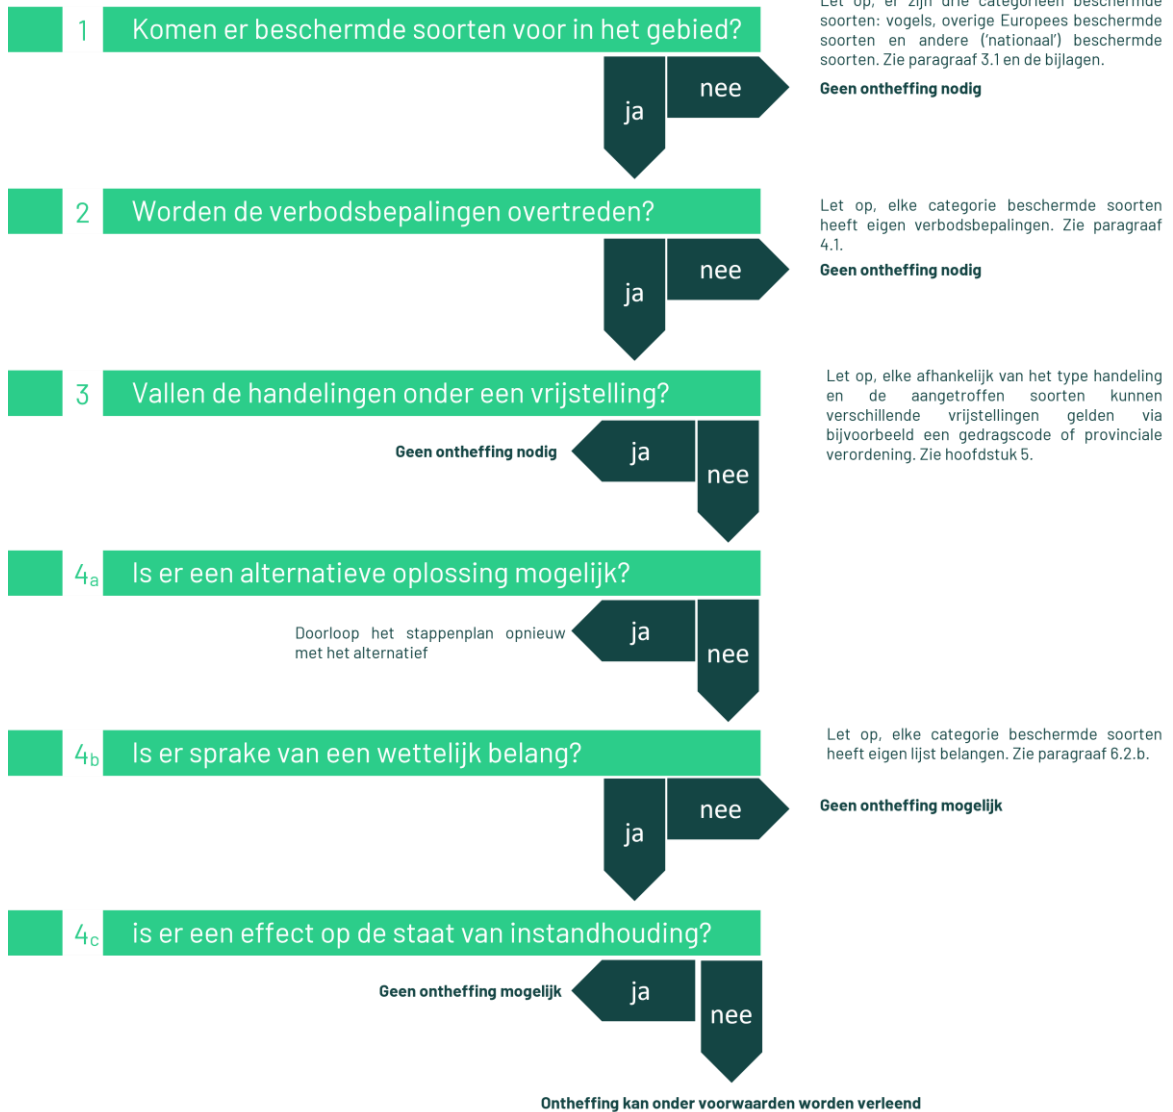 Let op, er zijn drie categorieën beschermde
soorten: vogels, overige Europees beschermde
soorten en andere ('nationaal') beschermde
soorten. Zie paragraaf 3.1 en de bijlagen.
1 Komen er beschermde soorten voor in het gebied?
nee
Geen ontheffing nodig
ja
2 Worden de verbodsbepalingen overtreden?
Let op, elke categorie beschermde soorten
heeft eigen verbodsbepalingen. Zie paragraaf
4.1.
nee
Geen ontheffing nodig
ja
3 Vallen de handelingen onder een vrijstelling?
Let op, elke afhankelijk van het type handeling
en de aangetroffen soorten kunnen
verschillende vrijstellingen gelden via
bijvoorbeeld een gedragscode of provinciale
verordening. Zie hoofdstuk 5.
Geen ontheffing nodig
ja
nee
4a Is er een alternatieve oplossing mogelijk?
Doorloop het stappenplan opnieuw
met het alternatief
ja
nee
4b Is er sprake van een wettelijk belang?
Let op, elke categorie beschermde soorten
heeft eigen lijst belangen. Zie paragraaf 6.2.b.
nee
Geen ontheffing mogelijk
ja
4c is er een effect op de staat van instandhouding?
Geen ontheffing mogelijk
ja
nee
Ontheffing kan onder voorwaarden worden verleend